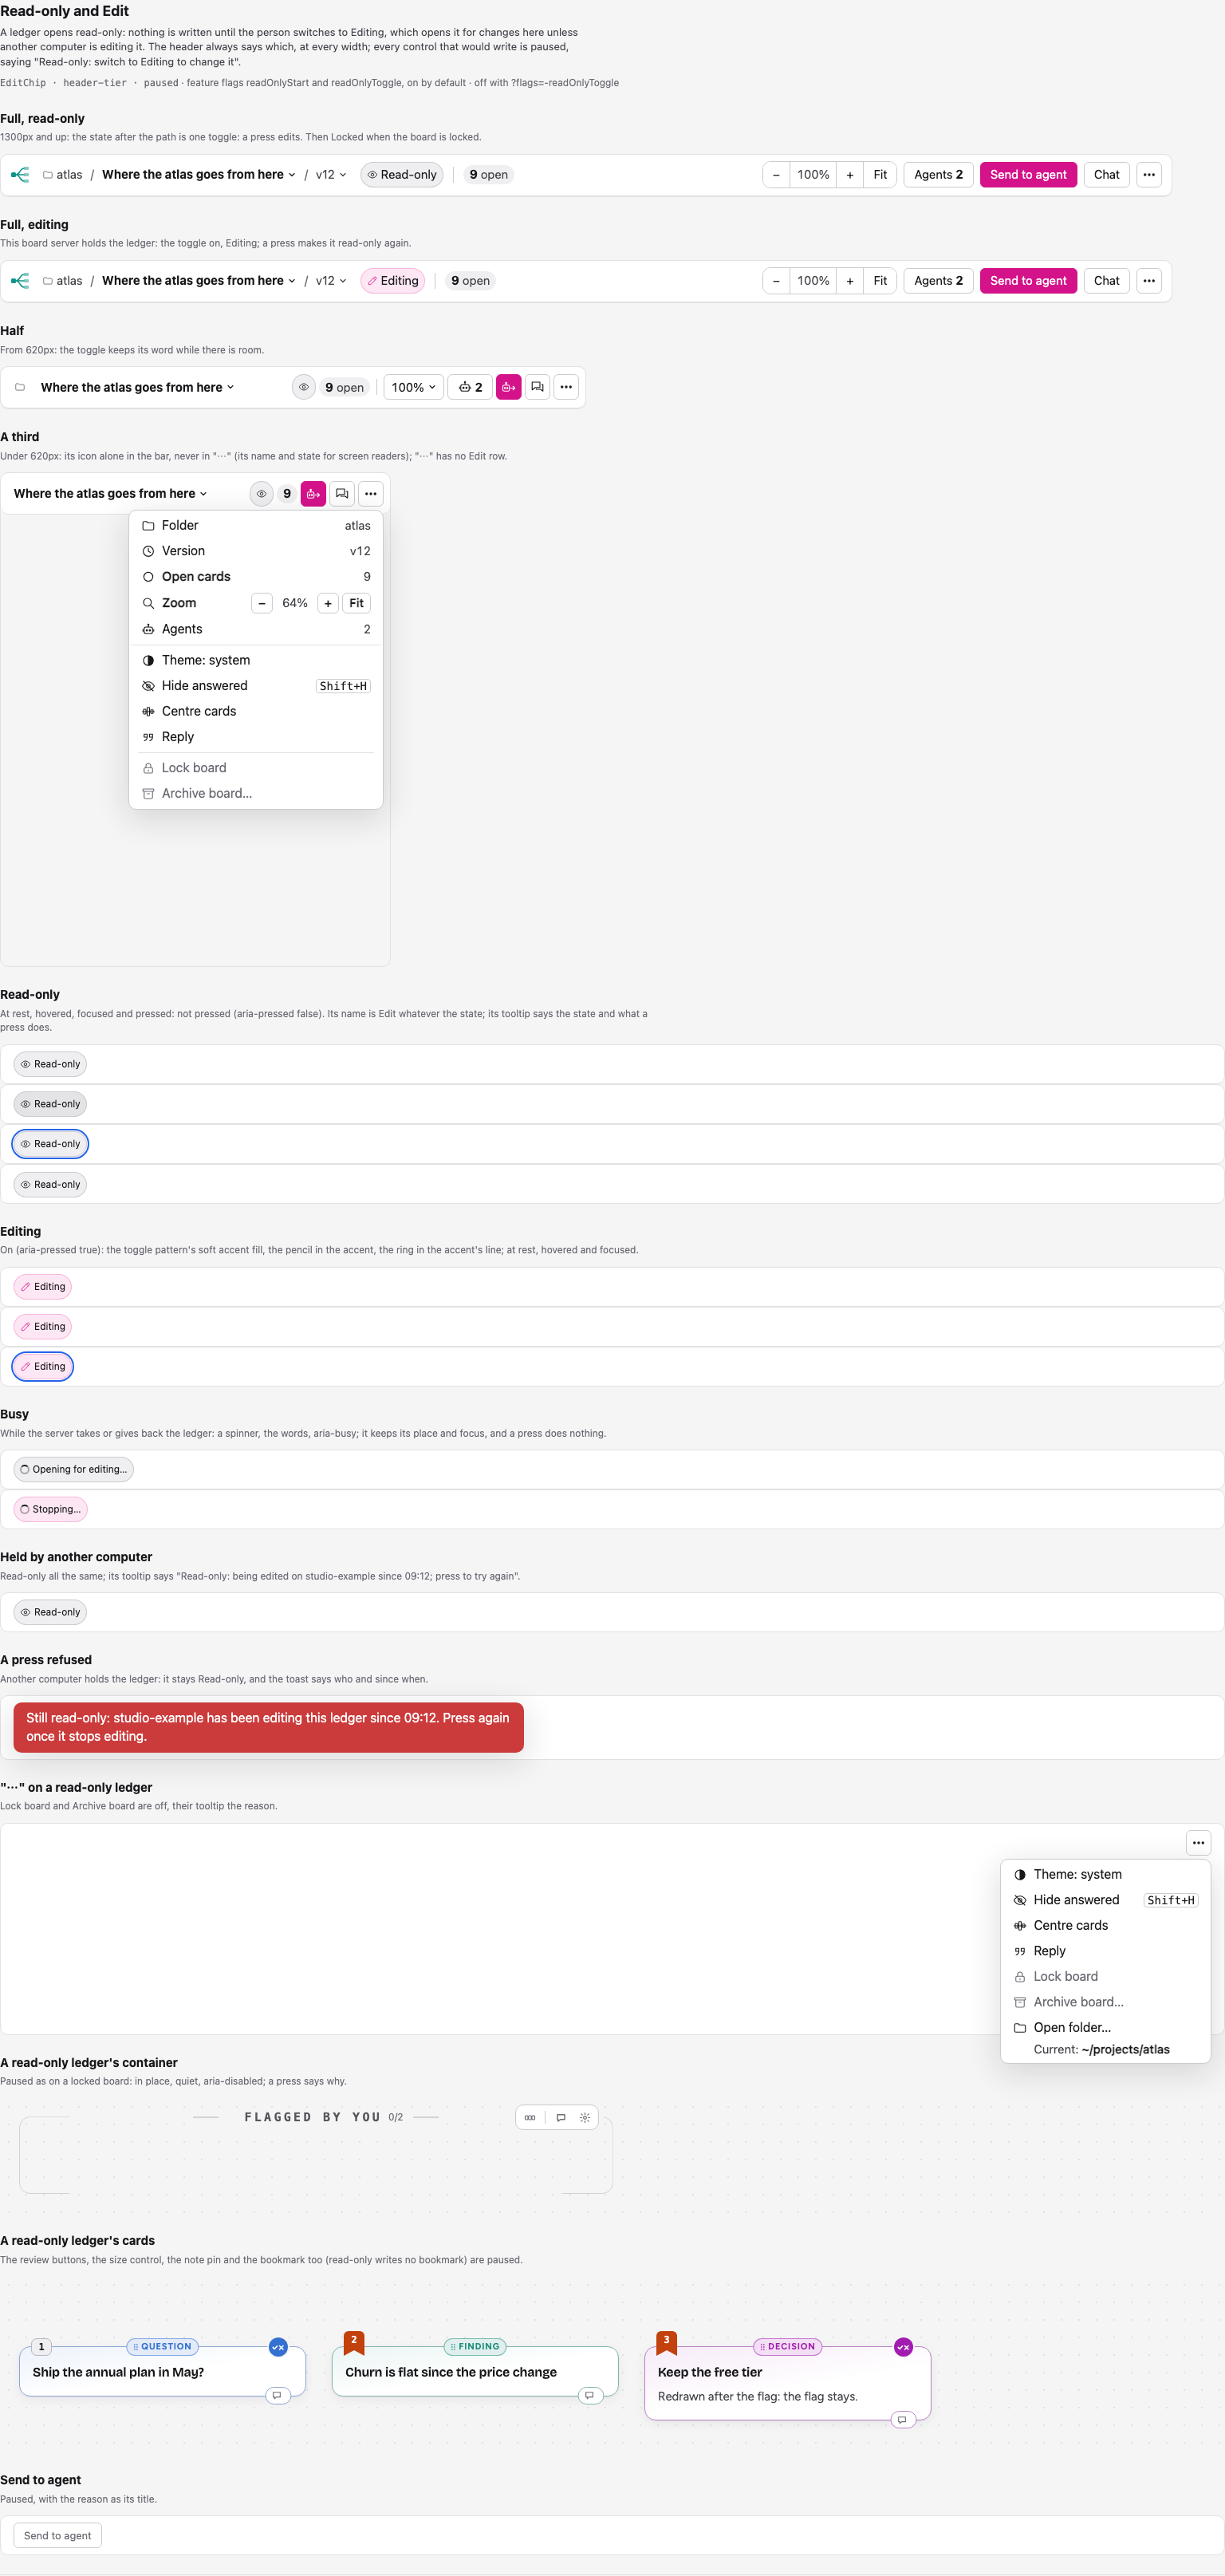 Read-only and Edit
A ledger opens read-only: nothing is written until the person switches to Editing, which opens it for changes here unless
another computer is editing it. The header always says which, at every width; every control that would write is paused,
saying "Read-only: switch to Editing to change it".
EditChip · header-tier · paused · feature flags readOnlyStart and readOnlyToggle, on by default · off with ?flags=-readOnlyToggle
Full, read-only
1300px and up: the state after the path is one toggle: a press edits. Then Locked when the board is locked.
atlas / Where the atlas goes from here / v12 Read-only 9 open − 100% + Fit Agents 2 Send to agent Chat ···
Full, editing
This board server holds the ledger: the toggle on, Editing; a press makes it read-only again.
atlas / Where the atlas goes from here / v12 Editing 9 open − 100% + Fit Agents 2 Send to agent Chat ···
Half
From 620px: the toggle keeps its word while there is room.
Where the atlas goes from here 9 open 100% 2 ···
A third
Under 620px: its icon alone in the bar, never in "···" (its name and state for screen readers); "···" has no Edit row.
Where the atlas goes from here 9 ···
Folder atlas
Version v12
Open cards 9
Zoom − 64% + Fit
Agents 2
Theme: system
Hide answered Shift+H
Centre cards
Reply
Lock board
Archive board...
Read-only
At rest, hovered, focused and pressed: not pressed (aria-pressed false). Its name is Edit whatever the state; its tooltip says the state and what a
press does.
Read-only
Read-only
Read-only
Read-only
Editing
On (aria-pressed true): the toggle pattern's soft accent fill, the pencil in the accent, the ring in the accent's line; at rest, hovered and focused.
Editing
Editing
Editing
Busy
While the server takes or gives back the ledger: a spinner, the words, aria-busy; it keeps its place and focus, and a press does nothing.
Opening for editing...
Stopping...
Held by another computer
Read-only all the same; its tooltip says "Read-only: being edited on studio-example since 09:12; press to try again".
Read-only
A press refused
Another computer holds the ledger: it stays Read-only, and the toast says who and since when.
Still read-only: studio-example has been editing this ledger since 09:12. Press again
once it stops editing.
"···" on a read-only ledger
Lock board and Archive board are off, their tooltip the reason.
···
Theme: system
Hide answered Shift+H
Centre cards
Reply
Lock board
Archive board...
Open folder...
Current: ~/projects/atlas
A read-only ledger's container
Paused as on a locked board: in place, quiet, aria-disabled; a press says why.
FLAGGED BY YOU 0/2
A read-only ledger's cards
The review buttons, the size control, the note pin and the bookmark too (read-only writes no bookmark) are paused.
1 QUESTION
Ship the annual plan in May?
2 FINDING
Churn is flat since the price change
3 DECISION
Keep the free tier
Redrawn after the flag: the flag stays.
Send to agent
Paused, with the reason as its title.
Send to agent